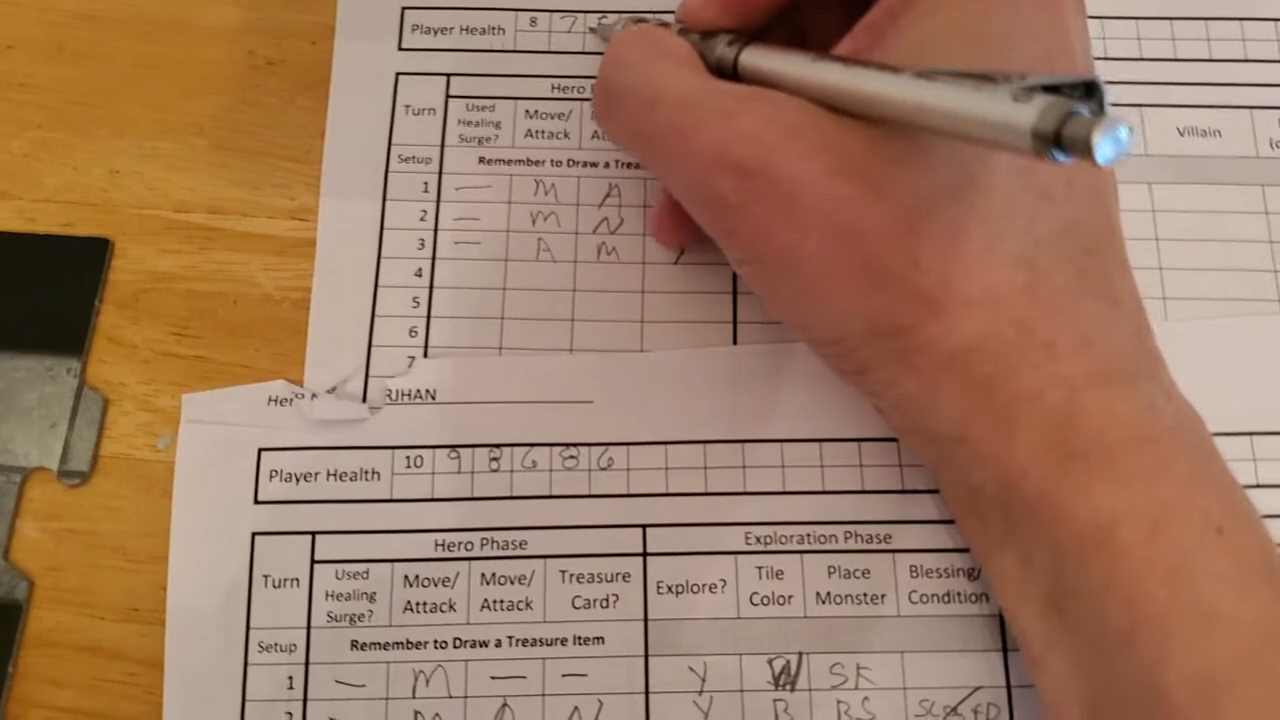 Player Health 8 7
Hero
Turn Used Healing Surge? Move/ Attack
Villain
Setup Remember to Draw a Trea
1 — M A
2 — M N
3 — A M
4
5
6
7
RJHAN
Player Health 10 9 8 6 8 6
Hero Phase Exploration Phase
Turn Used Healing Surge? Move/ Attack Move/ Attack Treasure Card? Explore? Tile Color Place Monster Blessing/ Condition
Setup Remember to Draw a Treasure Item
1 — M — — Y W SK